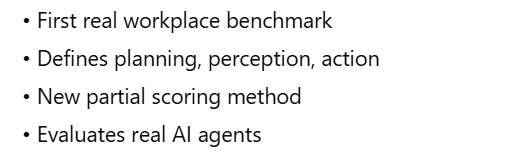 • First real workplace benchmark
• Defines planning, perception, action
• New partial scoring method
• Evaluates real AI agents